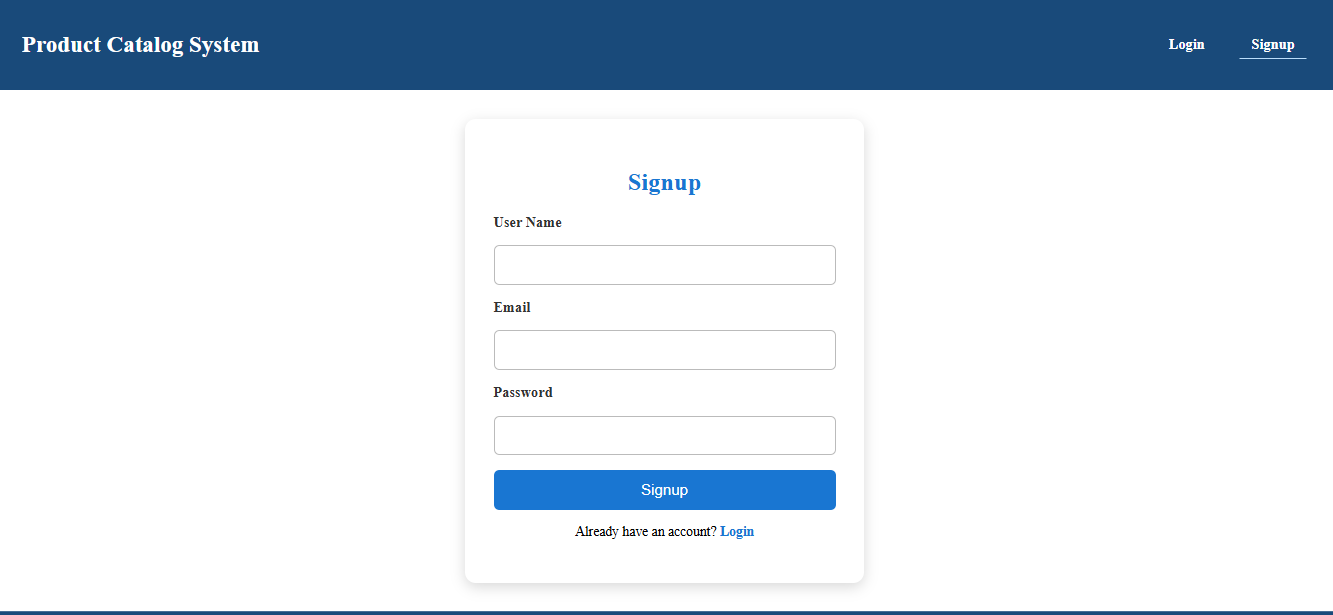 Product Catalog System
Login
Signup
Signup
User Name
Email
Password
Signup
Already have an account? Login